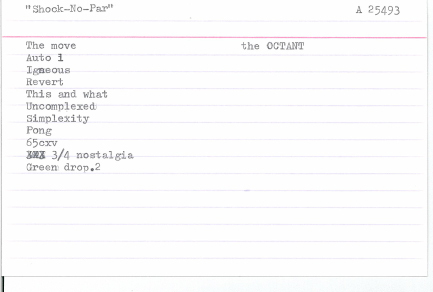 "Shock-No-Par" A 25493
The move the OCTANT
Auto 1
Igneous
Revert
This and what
Uncomplexed
Simplexity
Pong
65cxv
3/4 nostalgia
Green drop.2